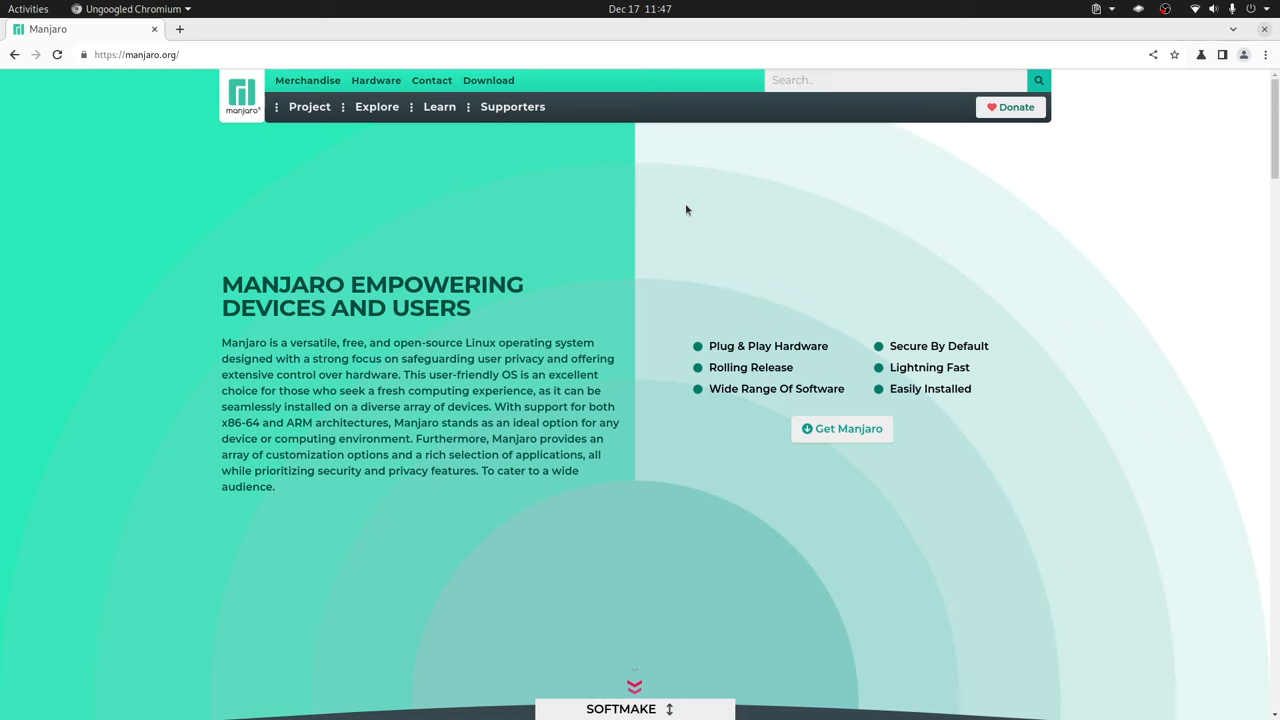 Activities Ungoogled Chromium Dec 17 11:47
Manjaro
https://manjaro.org/
manjaro
Merchandise Hardware Contact Download Search..
Project Explore Learn Supporters Donate
MANJARO EMPOWERING
DEVICES AND USERS
Manjaro is a versatile, free, and open-source Linux operating system
designed with a strong focus on safeguarding user privacy and offering
extensive control over hardware. This user-friendly OS is an excellent
choice for those who seek a fresh computing experience, as it can be
seamlessly installed on a diverse array of devices. With support for both
x86-64 and ARM architectures, Manjaro stands as an ideal option for any
device or computing environment. Furthermore, Manjaro provides an
array of customization options and a rich selection of applications, all
while prioritizing security and privacy features. To cater to a wide
audience.
Plug & Play Hardware Secure By Default
Rolling Release Lightning Fast
Wide Range Of Software Easily Installed
Get Manjaro
SOFTMAKE